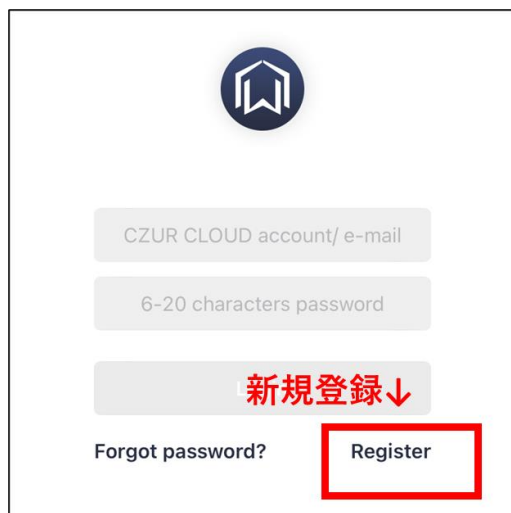 CZUR CLOUD account/ e-mail
6-20 characters password
新規登録↓
Forgot password?
Register